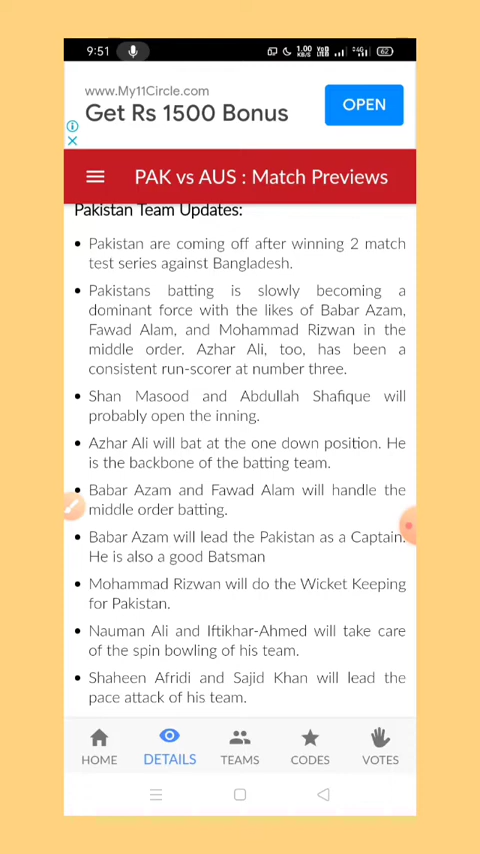 9:51
1.00
KB/S
4G
62
www.My11Circle.com
Get Rs 1500 Bonus
OPEN
PAK vs AUS : Match Previews
Pakistan Team Updates:
Pakistan are coming off after winning 2 match
test series against Bangladesh.
Pakistans batting is slowly becoming a
dominant force with the likes of Babar Azam,
Fawad Alam, and Mohammad Rizwan in the
middle order. Azhar Ali, too, has been a
consistent run-scorer at number three.
Shan Masood and Abdullah Shafique will
probably open the inning.
Azhar Ali will bat at the one down position. He
is the backbone of the batting team.
Babar Azam and Fawad Alam will handle the
middle order batting.
Babar Azam will lead the Pakistan as a Captain.
He is also a good Batsman
Mohammad Rizwan will do the Wicket Keeping
for Pakistan.
Nauman Ali and Iftikhar-Ahmed will take care
of the spin bowling of his team.
Shaheen Afridi and Sajid Khan will lead the
pace attack of his team.
HOME
DETAILS
TEAMS
CODES
VOTES